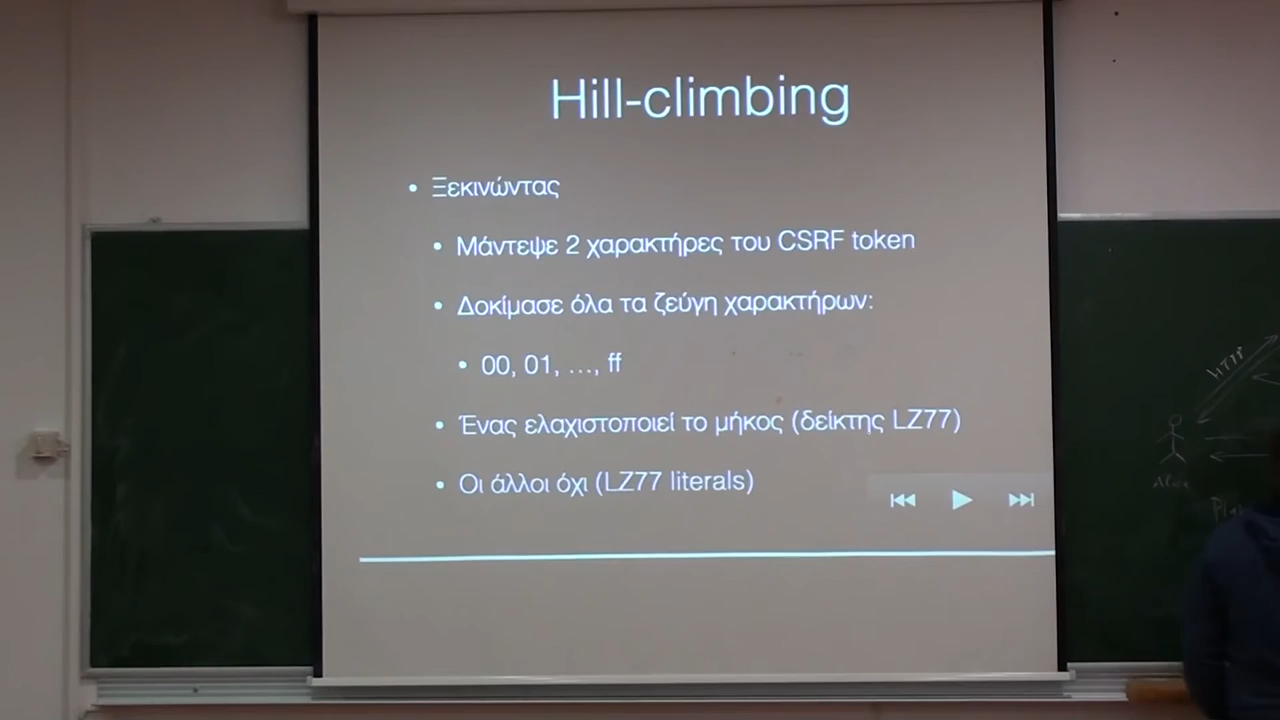 Hill-climbing
• Ξεκινώντας
• Μάντεψε 2 χαρακτήρες του CSRF token
• Δοκίμασε όλα τα ζεύγη χαρακτήρων:
• 00, 01, …, ff
• Ένας ελαχιστοποιεί το μήκος (δείκτης LZ77)
• Οι άλλοι όχι (LZ77 literals)
HTTP